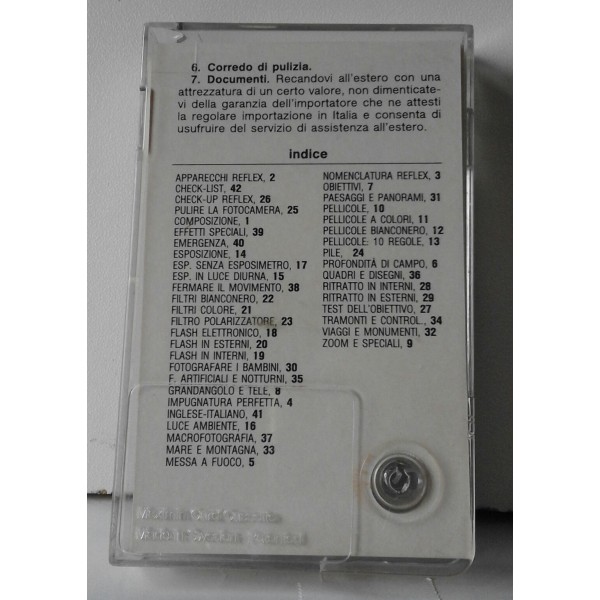 6. Corredo di pulizia.
7. Documenti. Recandovi all'estero con una
attrezzatura di un certo valore, non dimenticate-
vi della garanzia dell'importatore che ne attesti
la regolare importazione in Italia e consenta di
usufruire del servizio di assistenza all'estero.
indice
APPARECCHI REFLEX, 2
CHECK-LIST, 42
CHECK-UP REFLEX, 26
PULIRE LA FOTOCAMERA, 25
COMPOSIZIONE, 1
EFFETTI SPECIALI, 39
EMERGENZA, 40
ESPOSIZIONE, 14
ESP. SENZA ESPOSIMETRO, 17
ESP. IN LUCE DIURNA, 15
FERMARE IL MOVIMENTO, 38
FILTRI BIANCONERO, 22
FILTRI COLORE, 21
FILTRO POLARIZZATORE, 23
FLASH ELETTRONICO, 18
FLASH IN ESTERNI, 20
FLASH IN INTERNI, 19
FOTOGRAFARE I BAMBINI, 30
F. ARTIFICIALI E NOTTURNI, 35
GRANDANGOLO E TELE, 8
IMPUGNATURA PERFETTA, 4
INGLESE-ITALIANO, 41
LUCE AMBIENTE, 16
MACROFOTOGRAFIA, 37
MARE E MONTAGNA, 33
MESSA A FUOCO, 5
NOMENCLATURA REFLEX, 3
OBIETTIVI, 7
PAESAGGI E PANORAMI, 31
PELLICOLE, 10
PELLICOLE A COLORI, 11
PELLICOLE BIANCONERO, 12
PELLICOLE: 10 REGOLE, 13
PILE, 24
PROFONDITÀ DI CAMPO, 6
QUADRI E DISEGNI, 36
RITRATTO IN INTERNI, 28
RITRATTO IN ESTERNI, 29
TEST DELL'OBIETTIVO, 27
TRAMONTI E CONTROL., 34
VIAGGI E MONUMENTI, 32
ZOOM E SPECIALI, 9